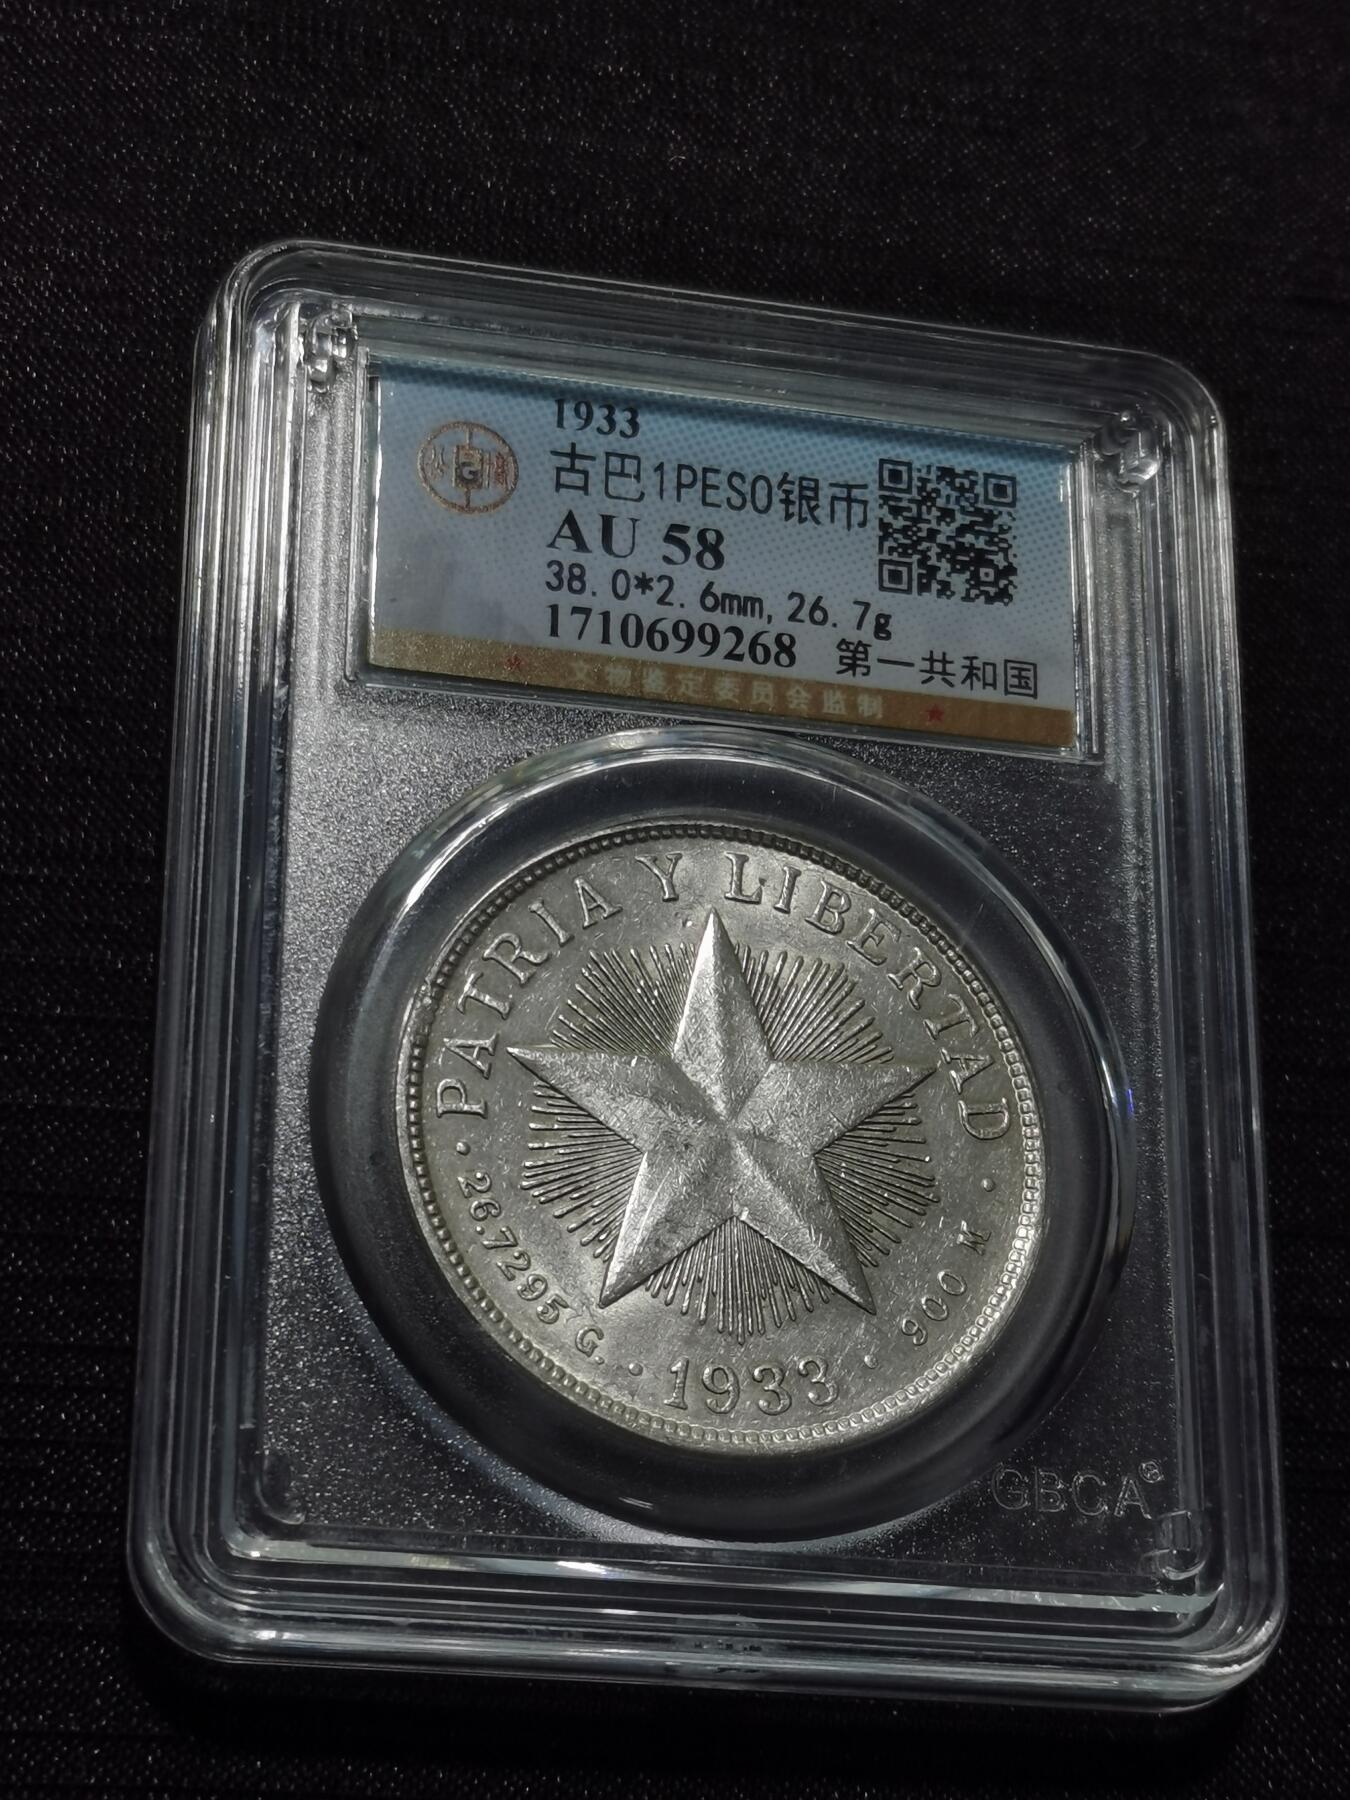 1933
古巴1PESO银币
AU 58
38.0*2.6mm, 26.7g
1710699268 第一共和国
文物鉴定委员会监制
PATRIA Y LIBERTAD
26.7295 G.
1933
900 M
GBCA®